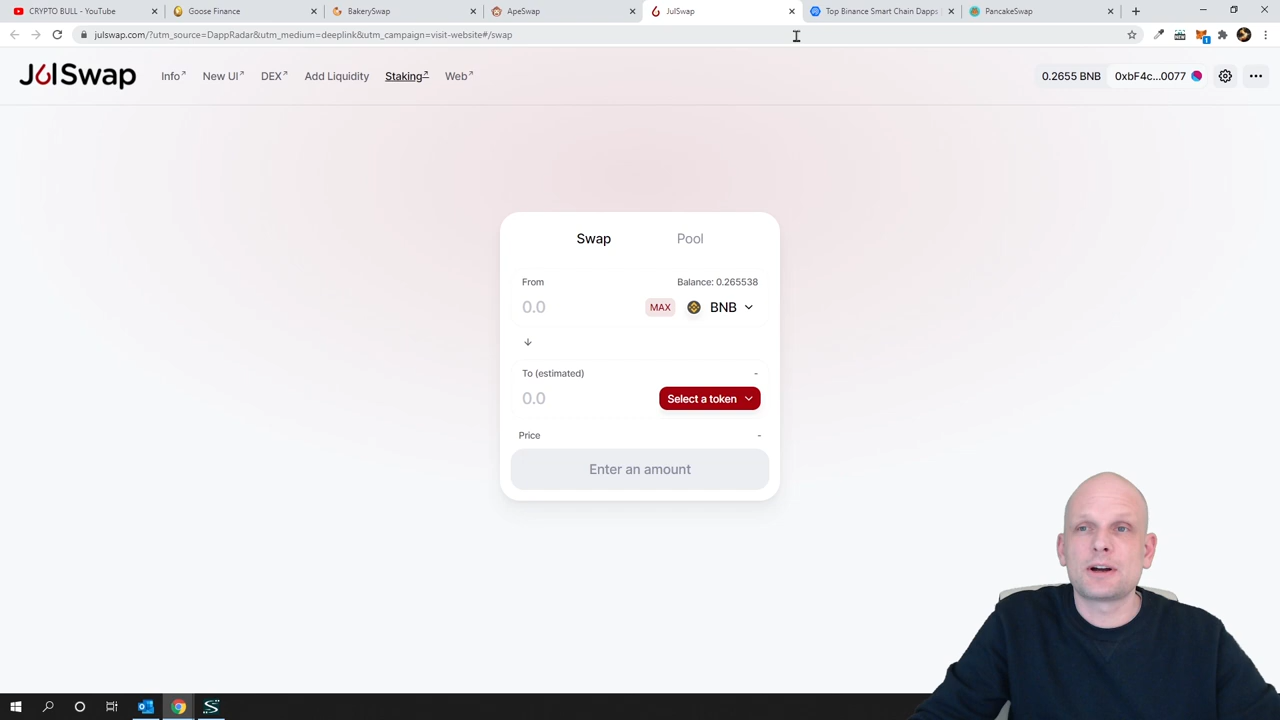 CRYPTO BULL - YouTube
Goose Finance
BakerySwap
ApeSwap
JulSwap
Top Binance Smart Chain Dapps
PancakeSwap
julswap.com/?utm_source=DappRadar&utm_medium=deeplink&utm_campaign=visit-website#/swap
JulSwap
Info↗
New UI↗
DEX↗
Add Liquidity
Staking↗
Web↗
0.2655 BNB
0xbF4c...0077
Swap
Pool
From
Balance: 0.265538
0.0
MAX
BNB
To (estimated)
-
0.0
Select a token
Price
-
Enter an amount